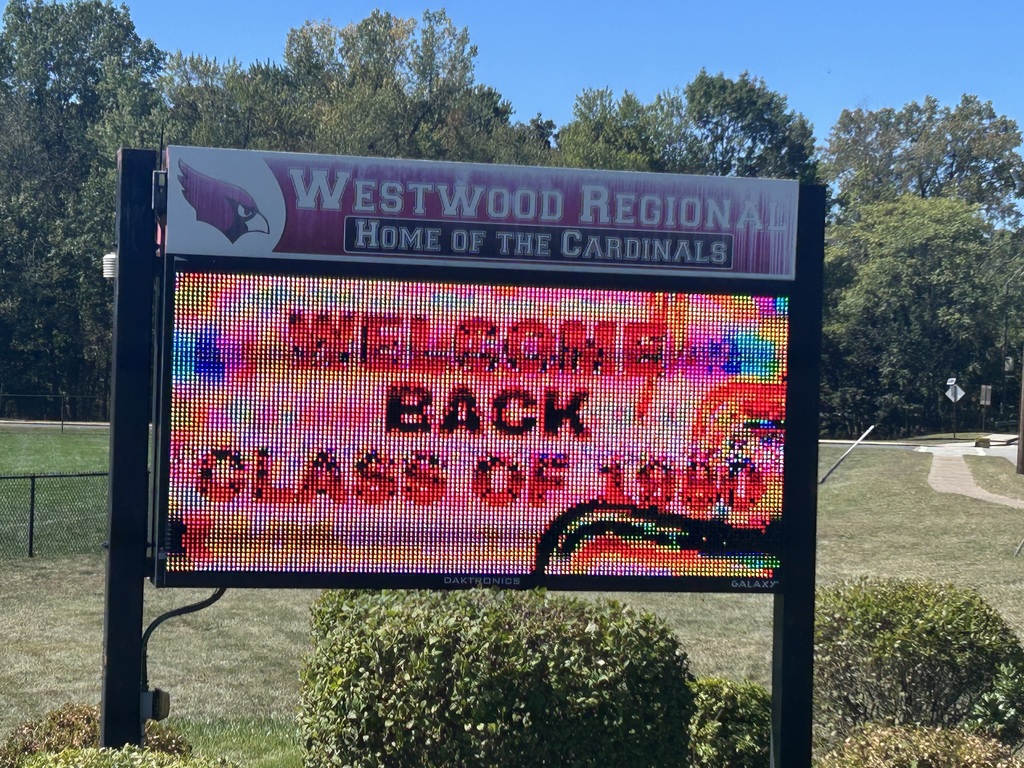 WESTWOOD REGIONAL
HOME OF THE CARDINALS
WELCOME
BACK
CLASS OF
DAKTRONICS
GALAXY